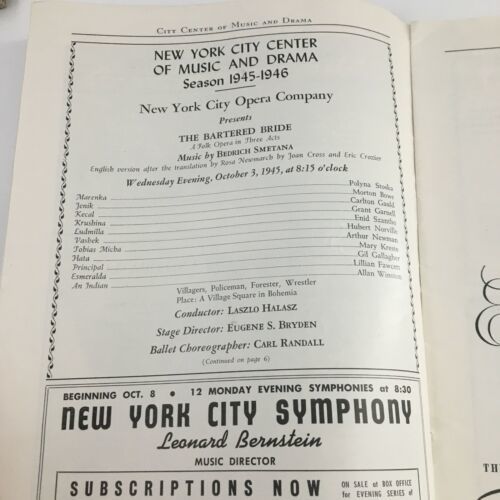 CITY CENTER OF MUSIC AND DRAMA
NEW YORK CITY CENTER
OF MUSIC AND DRAMA
Season 1945-1946
New York City Opera Company
Presents
THE BARTERED BRIDE
A Folk Opera in Three Acts
Music by BEDRICH SMETANA
English version after the translation by Rosa Newmarch by Joan Cross and Eric Crozier
Wednesday Evening, October 3, 1945, at 8:15 o'clock
Marenka Polyna Stoska
Jenik Morton Bowe
Kecal Carlton Gauld
Krushina Grant Garnell
Ludmilla Enid Szantho
Vashek Hubert Norville
Tobias Micha Arthur Newman
Hata Mary Kreste
Principal Gil Gallagher
Esmeralda Lillian Fawcett
An Indian Allan Winston
Villagers, Policeman, Forester, Wrestler
Place: A Village Square in Bohemia
Conductor: LASZLO HALASZ
Stage Director: EUGENE S. BRYDEN
Ballet Choreographer: CARL RANDALL
(Continued on page 6)
BEGINNING OCT. 8 • 12 MONDAY EVENING SYMPHONIES at 8:30
NEW YORK CITY SYMPHONY
Leonard Bernstein
MUSIC DIRECTOR
SUBSCRIPTIONS NOW
ON SALE at BOX OFFICE
for EVENING SERIES of
TH